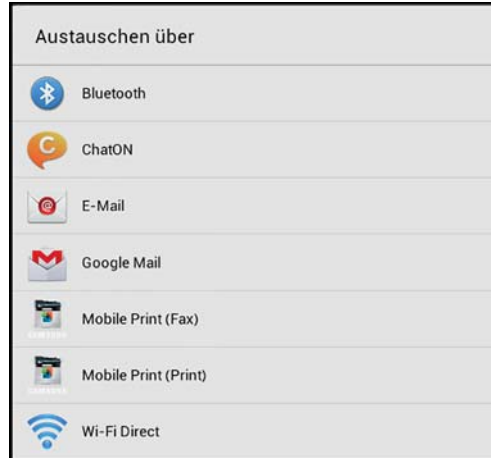 Austauschen über
Bluetooth
ChatON
E-Mail
Google Mail
Mobile Print (Fax)
Mobile Print (Print)
Wi-Fi Direct